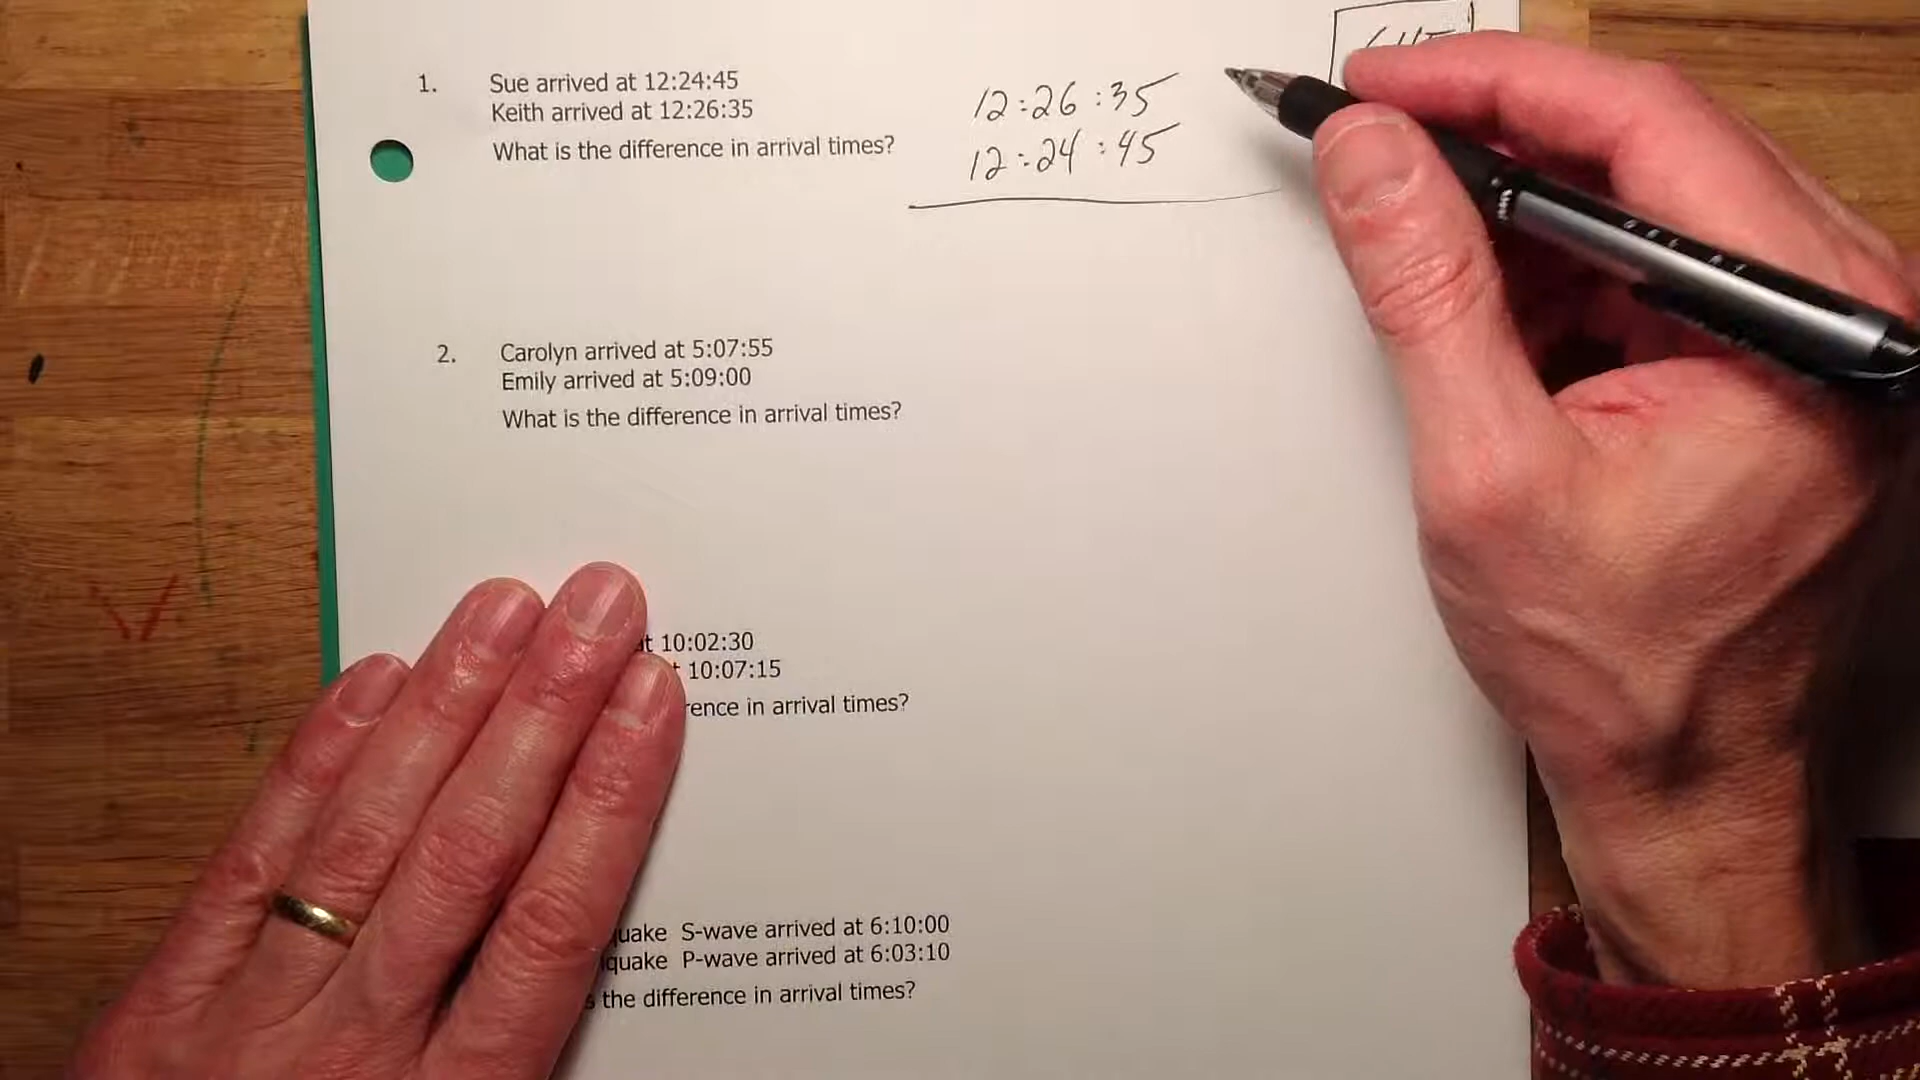 1. Sue arrived at 12:24:45
Keith arrived at 12:26:35
What is the difference in arrival times?
12:26:35
12:24:45
2. Carolyn arrived at 5:07:55
Emily arrived at 5:09:00
What is the difference in arrival times?
at 10:02:30
10:07:15
in arrival times?
S-wave arrived at 6:10:00
P-wave arrived at 6:03:10
the difference in arrival times?